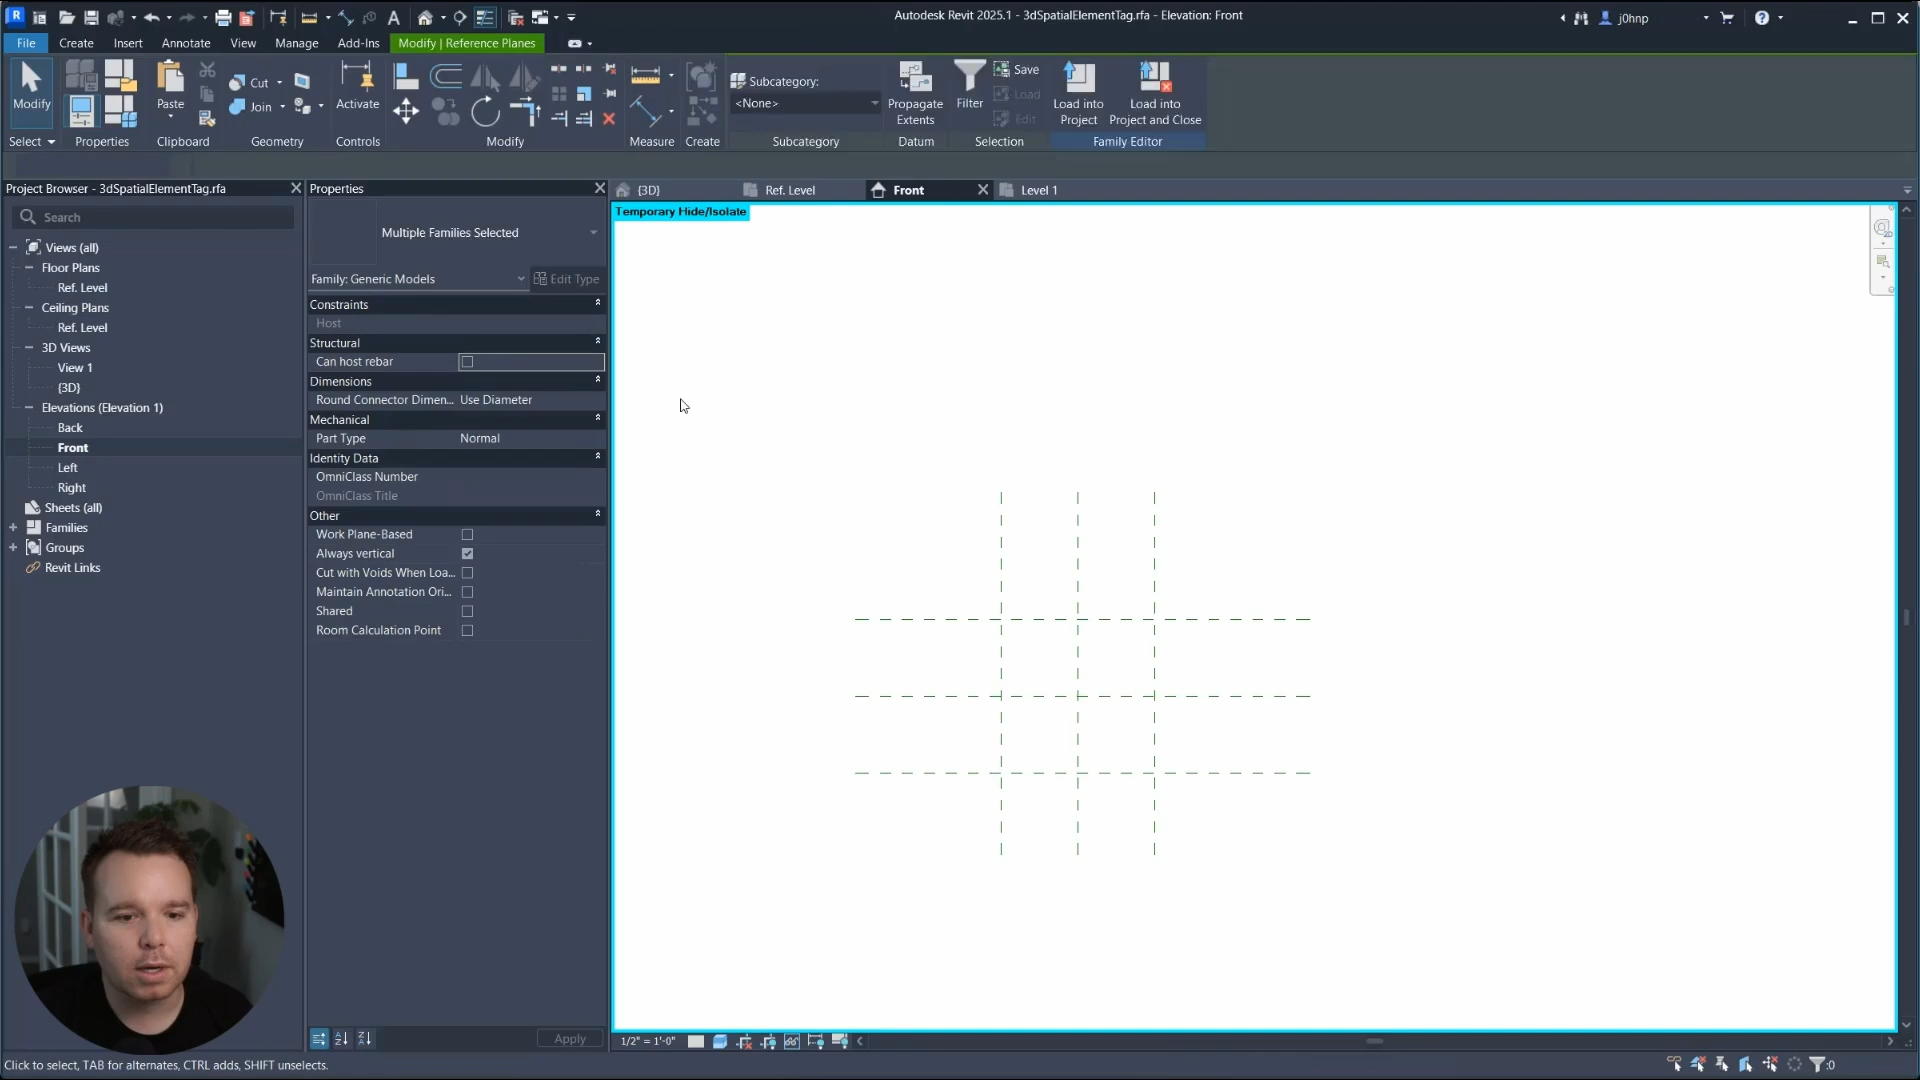 Autodesk Revit 2025.1 - 3dSpatialElementTag.rfa - Elevation: Front
j0hnp
File
Create
Insert
Annotate
View
Manage
Add-Ins
Modify | Reference Planes
Modify
Paste
Cut
Join
Activate
Subcategory:
<None>
Propagate
Extents
Filter
Save
Load
Edit
Load into
Project
Load into
Project and Close
Select
Properties
Clipboard
Geometry
Controls
Modify
Measure
Create
Subcategory
Datum
Selection
Family Editor
Project Browser - 3dSpatialElementTag.rfa
Search
Views (all)
Floor Plans
Ref. Level
Ceiling Plans
Ref. Level
3D Views
View 1
{3D}
Elevations (Elevation 1)
Back
Front
Left
Right
Sheets (all)
Families
Groups
Revit Links
Properties
Multiple Families Selected
Family: Generic Models
Edit Type
Constraints
Host
Structural
Can host rebar
Dimensions
Round Connector Dimen... Use Diameter
Mechanical
Part Type Normal
Identity Data
OmniClass Number
OmniClass Title
Other
Work Plane-Based
Always vertical
Cut with Voids When Loa...
Maintain Annotation Ori...
Shared
Room Calculation Point
Apply
{3D}
Ref. Level
Front
Level 1
Temporary Hide/Isolate
1/2" = 1'-0"
Click to select, TAB for alternates, CTRL adds, SHIFT unselects.
:0